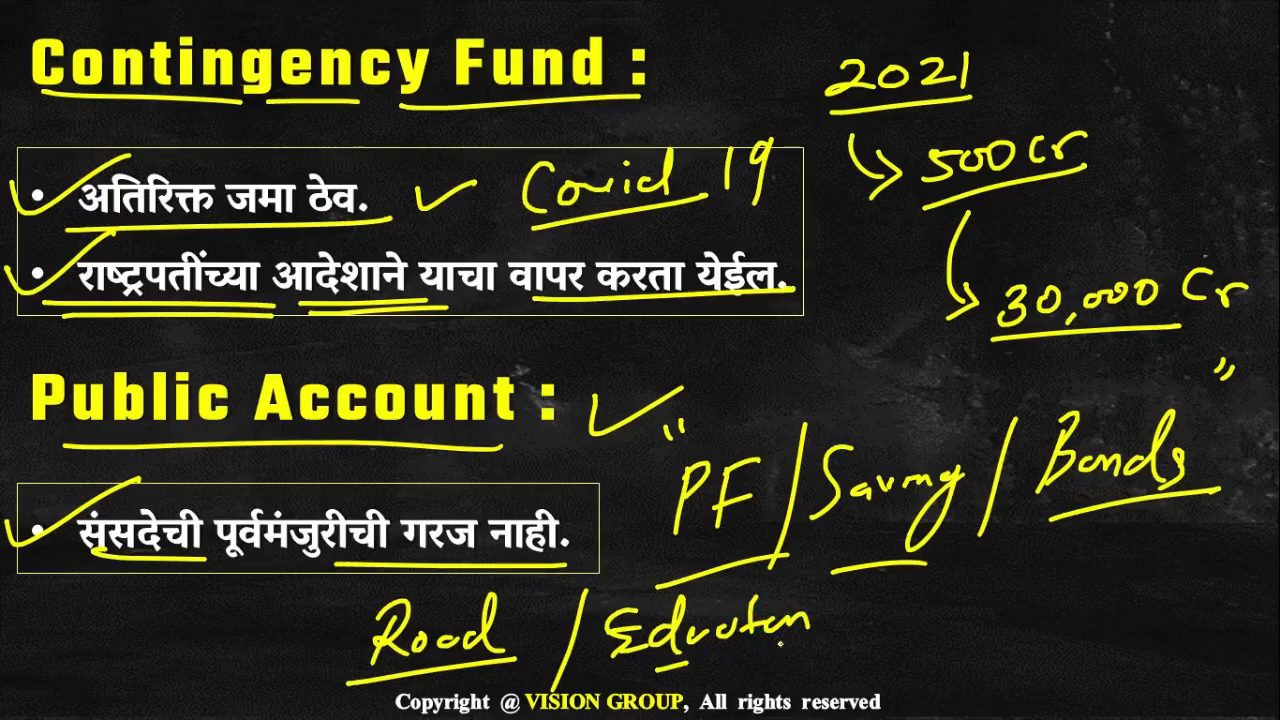 Contingency Fund :
2021
500 Cr
• अतिरिक्त जमा ठेव. Covid 19
• राष्ट्रपतींच्या आदेशाने याचा वापर करता येईल.
30,000 Cr
Public Account :
" PF / Saving / Bonds "
• संसदेची पूर्वमंजुरीची गरज नाही.
Road / Education
Copyright @ VISION GROUP, All rights reserved